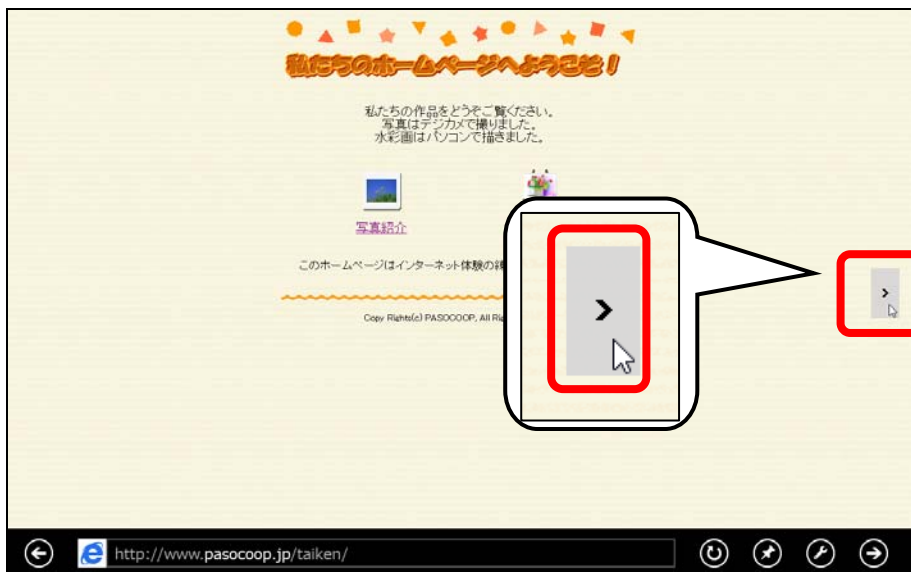 私たちのホームページへようこそ!
私たちの作品をどうぞご覧ください。
写真はデジカメで撮りました。
水彩画はパソコンで描きました。
写真紹介
このホームページはインターネット体験の
Copy Rights(c) PASOCOOP, All
http://www.pasocoop.jp/taiken/